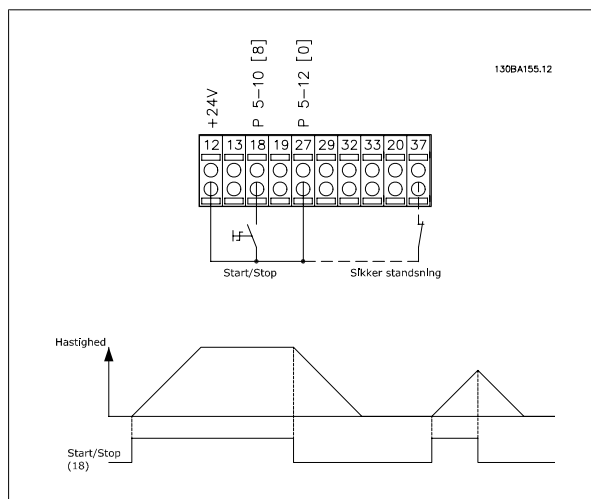 130BA155.12
+24V
P 5-10 [8]
P 5-12 [0]
12 13 18 19 27 29 32 33 20 37
Start/Stop
Sikker standsning
Hastighed
Start/Stop
(18)